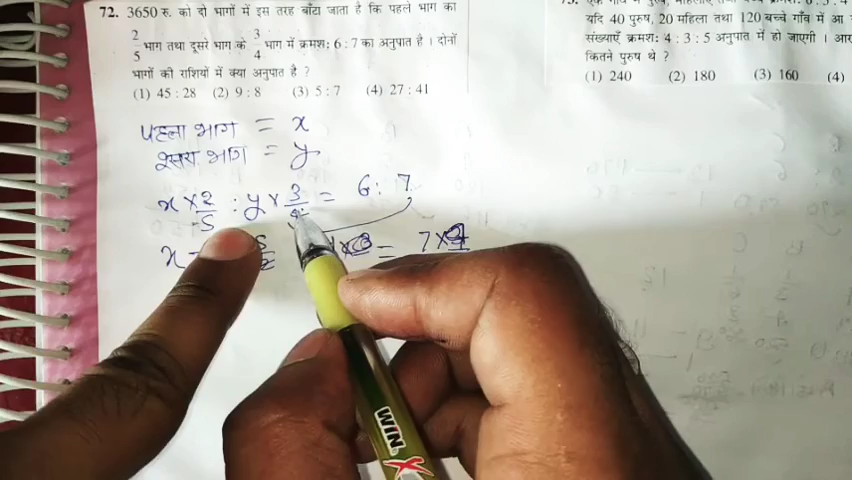 72. 3650 रु. को दो भागों में इस तरह बाँटा जाता है कि पहले भाग का
2/5 भाग तथा दूसरे भाग के 3/4 भाग में क्रमशः 6 : 7 का अनुपात है । दोनों
भागों की राशियों में क्या अनुपात है ?
(1) 45 : 28 (2) 9 : 8 (3) 5 : 7 (4) 27 : 41
पहला भाग = x
दूसरा भाग = y
x × 2/5 : y × 3/4 = 6 : 7
x
= 7 ×
यदि 40 पुरुष, 20 महिला तथा 120 बच्चे गाँव में आ
संख्याएँ क्रमशः 4 : 3 : 5 अनुपात में हो जाएगी ।
कितने पुरुष थे ?
(1) 240 (2) 180 (3) 160 (4)
WIN
X